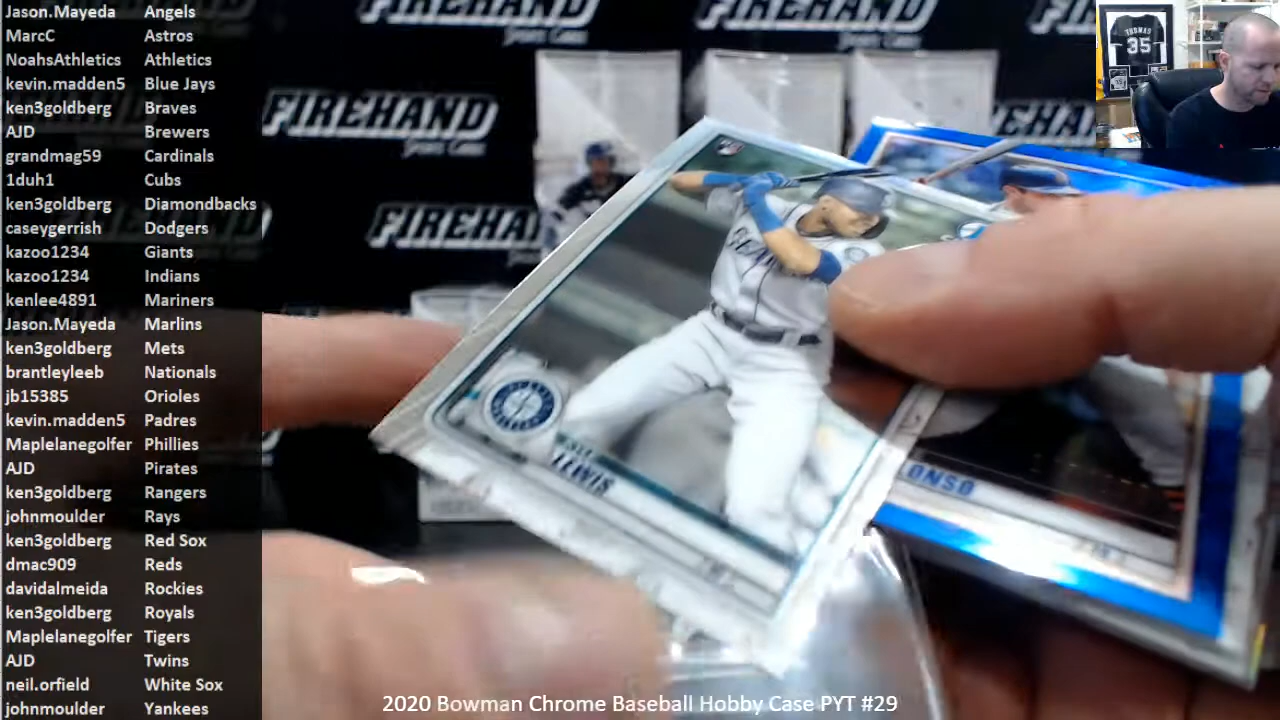 Jason.Mayeda Angels
MarcC Astros
NoahsAthletics Athletics
kevin.madden5 Blue Jays
ken3goldberg Braves
AJD Brewers
grandmag59 Cardinals
1duh1 Cubs
ken3goldberg Diamondbacks
caseygerrish Dodgers
kazoo1234 Giants
kazoo1234 Indians
kenlee4891 Mariners
Jason.Mayeda Marlins
ken3goldberg Mets
brantleyleeb Nationals
jb15385 Orioles
kevin.madden5 Padres
Maplelanegolfer Phillies
AJD Pirates
ken3goldberg Rangers
johnmoulder Rays
ken3goldberg Red Sox
dmac909 Reds
davidalmeida Rockies
ken3goldberg Royals
Maplelanegolfer Tigers
AJD Twins
neil.orfield White Sox
johnmoulder Yankees
FIREHAND
FIREHAND
THOMAS
35
LEWIS
LONSO
2020 Bowman Chrome Baseball Hobby Case PYT #29